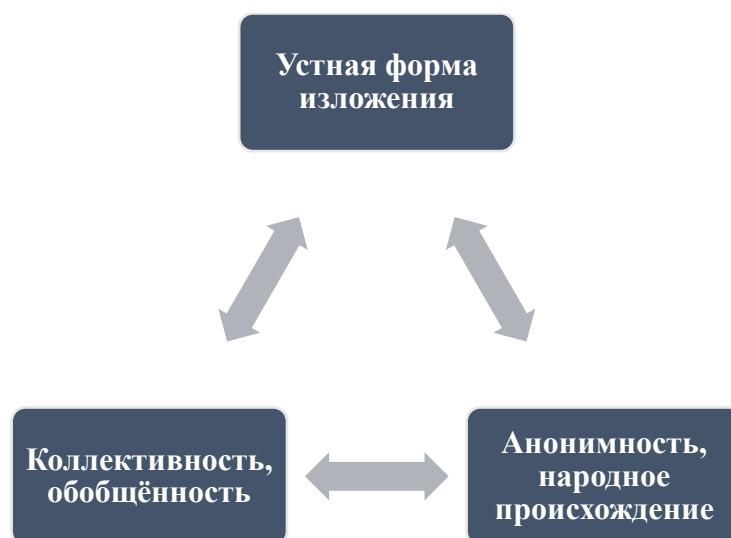 Устная форма
изложения
Коллективность,
обобщённость
Анонимность,
народное
происхождение